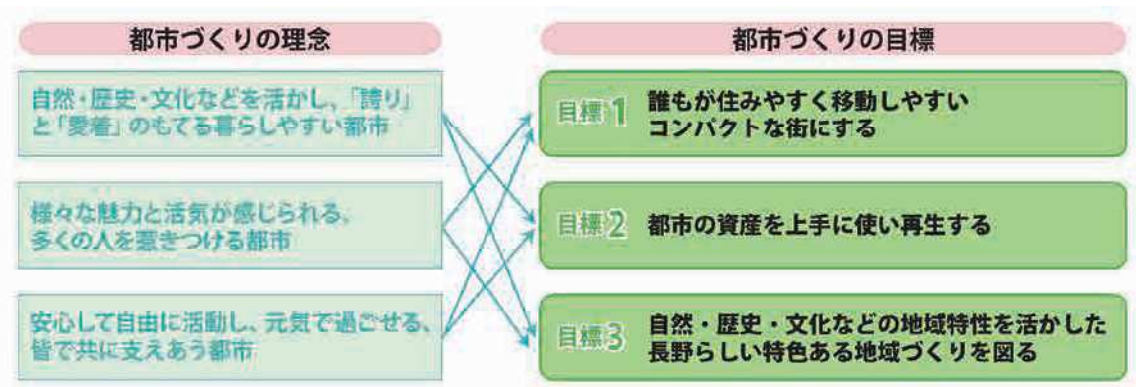 都市づくりの理念
自然・歴史・文化などを活かし、「誇り」
と「愛着」のもてる暮らしやすい都市
様々な魅力と活気が感じられる、
多くの人を惹きつける都市
安心して自由に活動し、元気で過ごせる、
皆で共に支えあう都市
都市づくりの目標
目標1 誰もが住みやすく移動しやすい
コンパクトな街にする
目標2 都市の資産を上手に使い再生する
目標3 自然・歴史・文化などの地域特性を活かした
長野らしい特色ある地域づくりを図る